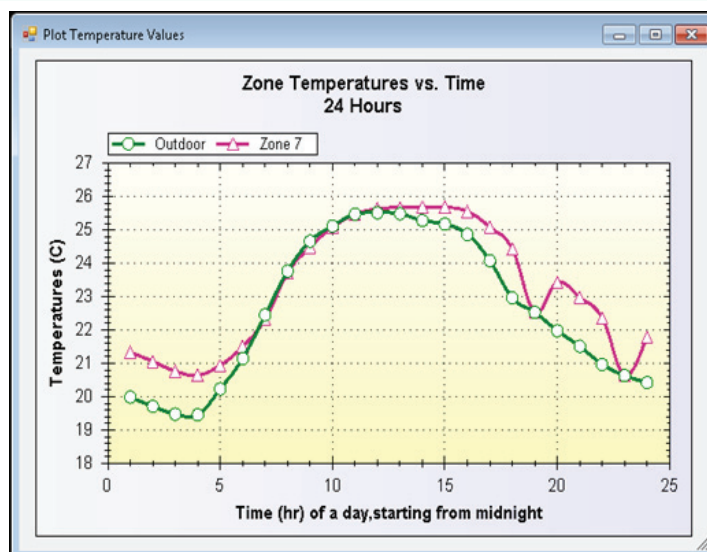 Plot Temperature Values
Zone Temperatures vs. Time
24 Hours
Outdoor Zone 7
27
26
25
24
23
22
21
20
19
18
Temperatures (C)
0 5 10 15 20 25
Time (hr) of a day,starting from midnight